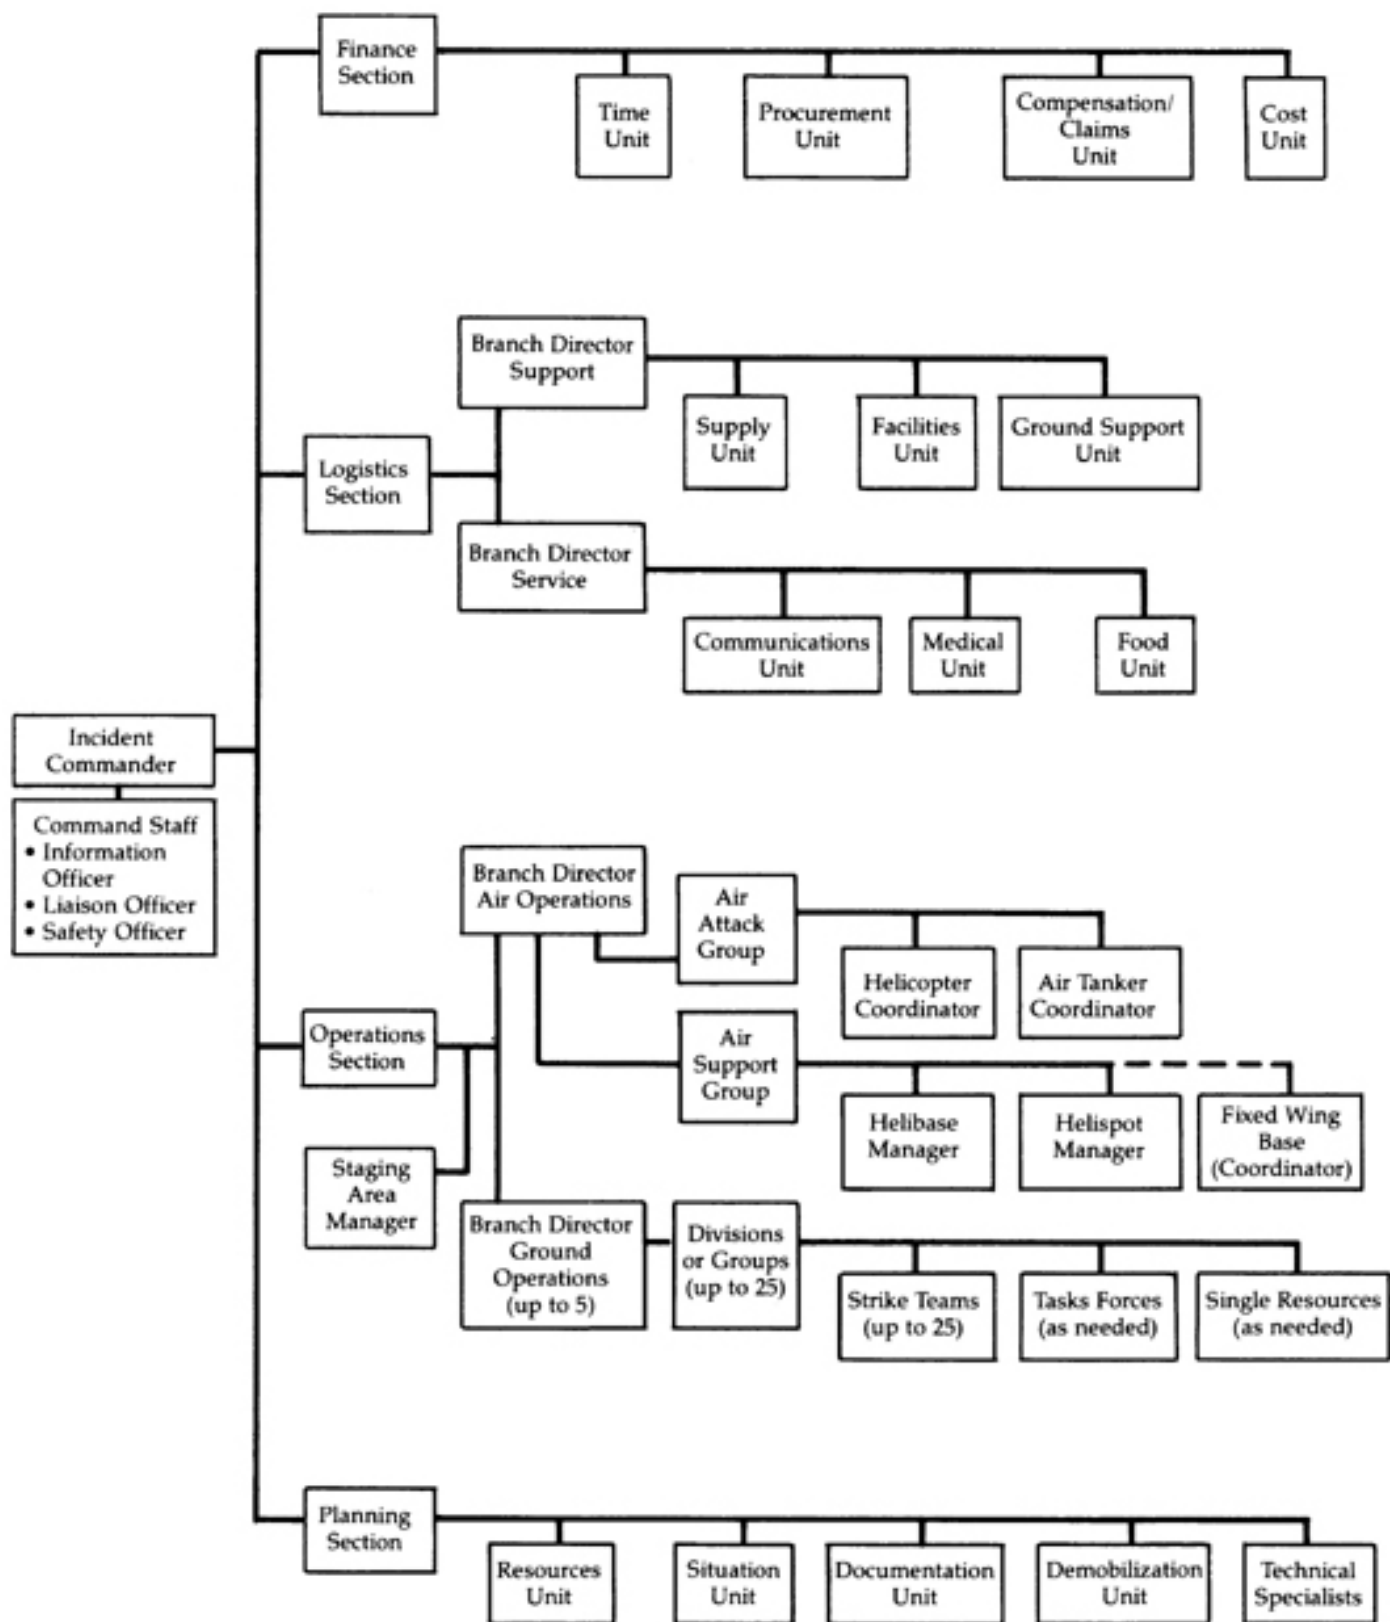 Finance
Section
Time
Unit
Procurement
Unit
Compensation/
Claims
Unit
Cost
Unit
Branch Director
Support
Supply
Unit
Facilities
Unit
Ground Support
Unit
Logistics
Section
Branch Director
Service
Communications
Unit
Medical
Unit
Food
Unit
Incident
Commander
Command Staff
• Information
Officer
• Liaison Officer
• Safety Officer
Branch Director
Air Operations
Air
Attack
Group
Helicopter
Coordinator
Air Tanker
Coordinator
Operations
Section
Air
Support
Group
Helibase
Manager
Helispot
Manager
Fixed Wing
Base
(Coordinator)
Staging
Area
Manager
Branch Director
Ground
Operations
(up to 5)
Divisions
or Groups
(up to 25)
Strike Teams
(up to 25)
Tasks Forces
(as needed)
Single Resources
(as needed)
Planning
Section
Resources
Unit
Situation
Unit
Documentation
Unit
Demobilization
Unit
Technical
Specialists